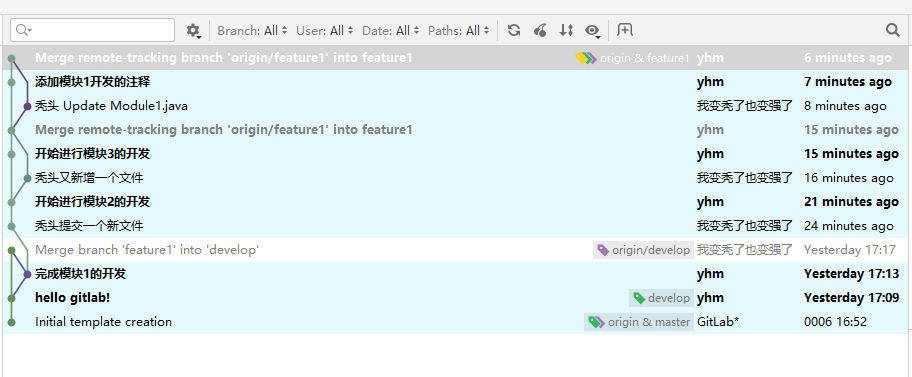 Branch: All User: All Date: All Paths: All
Merge remote-tracking branch 'origin/feature1' into feature1 origin & feature1 yhm 6 minutes ago
添加模块1开发的注释 yhm 7 minutes ago
秃头 Update Module1.java 我变秃了也变强了 8 minutes ago
Merge remote-tracking branch 'origin/feature1' into feature1 yhm 15 minutes ago
开始进行模块3的开发 yhm 15 minutes ago
秃头又新增一个文件 我变秃了也变强了 16 minutes ago
开始进行模块2的开发 yhm 21 minutes ago
秃头提交一个新文件 我变秃了也变强了 24 minutes ago
Merge branch 'feature1' into 'develop' origin/develop 我变秃了也变强了 Yesterday 17:17
完成模块1的开发 yhm Yesterday 17:13
hello gitlab! develop yhm Yesterday 17:09
Initial template creation origin & master GitLab* 0006 16:52